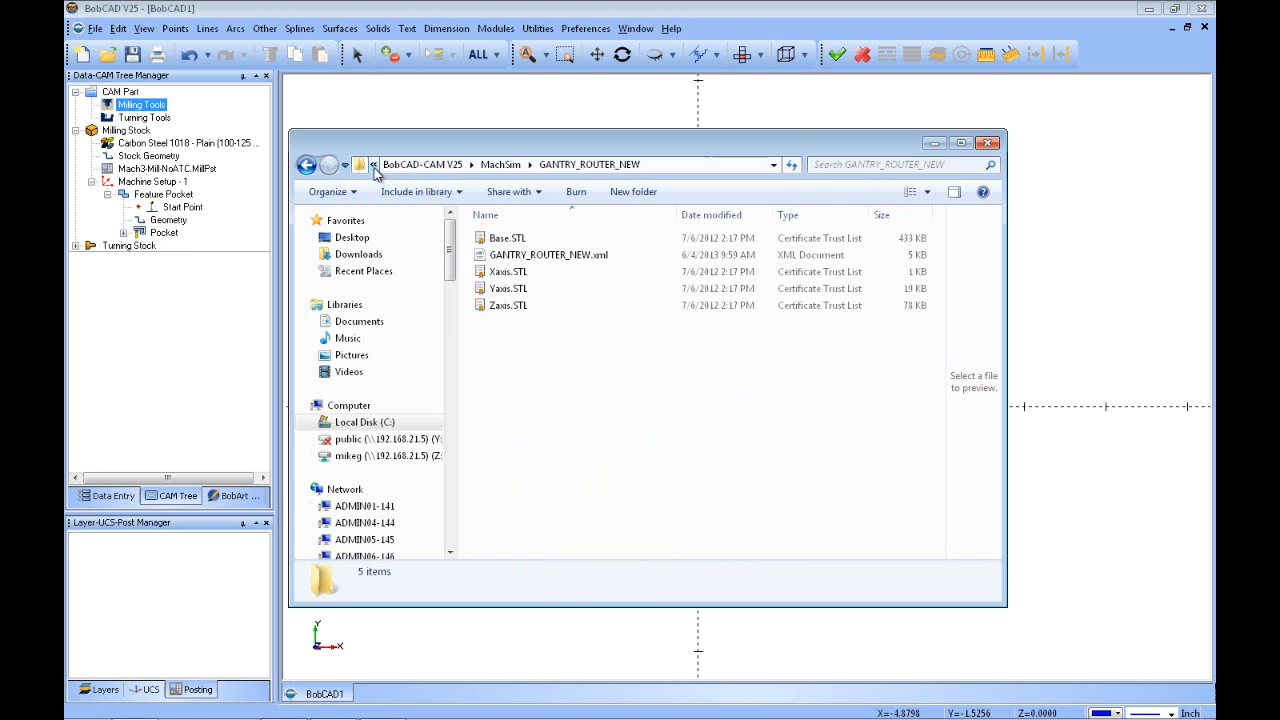 BobCAD V25 - [BobCAD1]
File Edit View Points Lines Arcs Other Splines Surfaces Solids Text Dimension Modules Utilities Preferences Window Help
ALL
Data-CAM Tree Manager
CAM Part
Milling Tools
Turning Tools
Milling Stock
Carbon Steel 1018 - Plain (100-125 ...
Stock Geometry
Mach3-Mill-NoATC.MillPst
Machine Setup - 1
Feature Pocket
Start Point
Geometry
Pocket
Turning Stock
Data Entry CAM Tree BobArt ...
Layer-UCS-Post Manager
Layers UCS Posting
« BobCAD-CAM V25 MachSim GANTRY_ROUTER_NEW
Search GANTRY_ROUTER_NEW
Organize Include in library Share with Burn New folder
Favorites
Desktop
Downloads
Recent Places
Libraries
Documents
Music
Pictures
Videos
Computer
Local Disk (C:)
public (\\192.168.21.5) (Y:
mikeg (\\192.168.21.5) (Z:
Network
ADMIN01-141
ADMIN04-144
ADMIN05-145
ADMIN06-146
Name Date modified Type Size
Base.STL 7/6/2012 2:17 PM Certificate Trust List 433 KB
GANTRY_ROUTER_NEW.xml 6/4/2013 9:59 AM XML Document 5 KB
Xaxis.STL 7/6/2012 2:17 PM Certificate Trust List 1 KB
Yaxis.STL 7/6/2012 2:17 PM Certificate Trust List 19 KB
Zaxis.STL 7/6/2012 2:17 PM Certificate Trust List 78 KB
Select a file
to preview.
5 items
Y
Z X
BobCAD1
X=-4.8798 Y=-1.5256 Z=0.0000 Inch